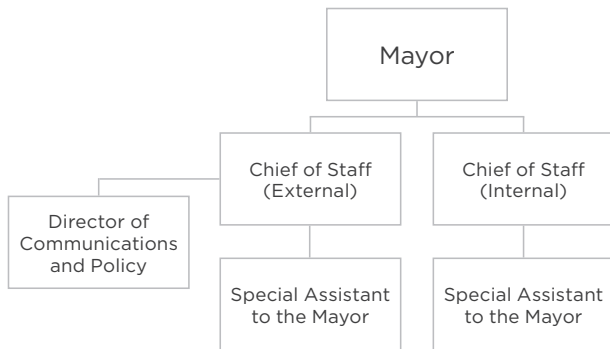 Mayor
Chief of Staff
(External)
Chief of Staff
(Internal)
Director of
Communications
and Policy
Special Assistant
to the Mayor
Special Assistant
to the Mayor